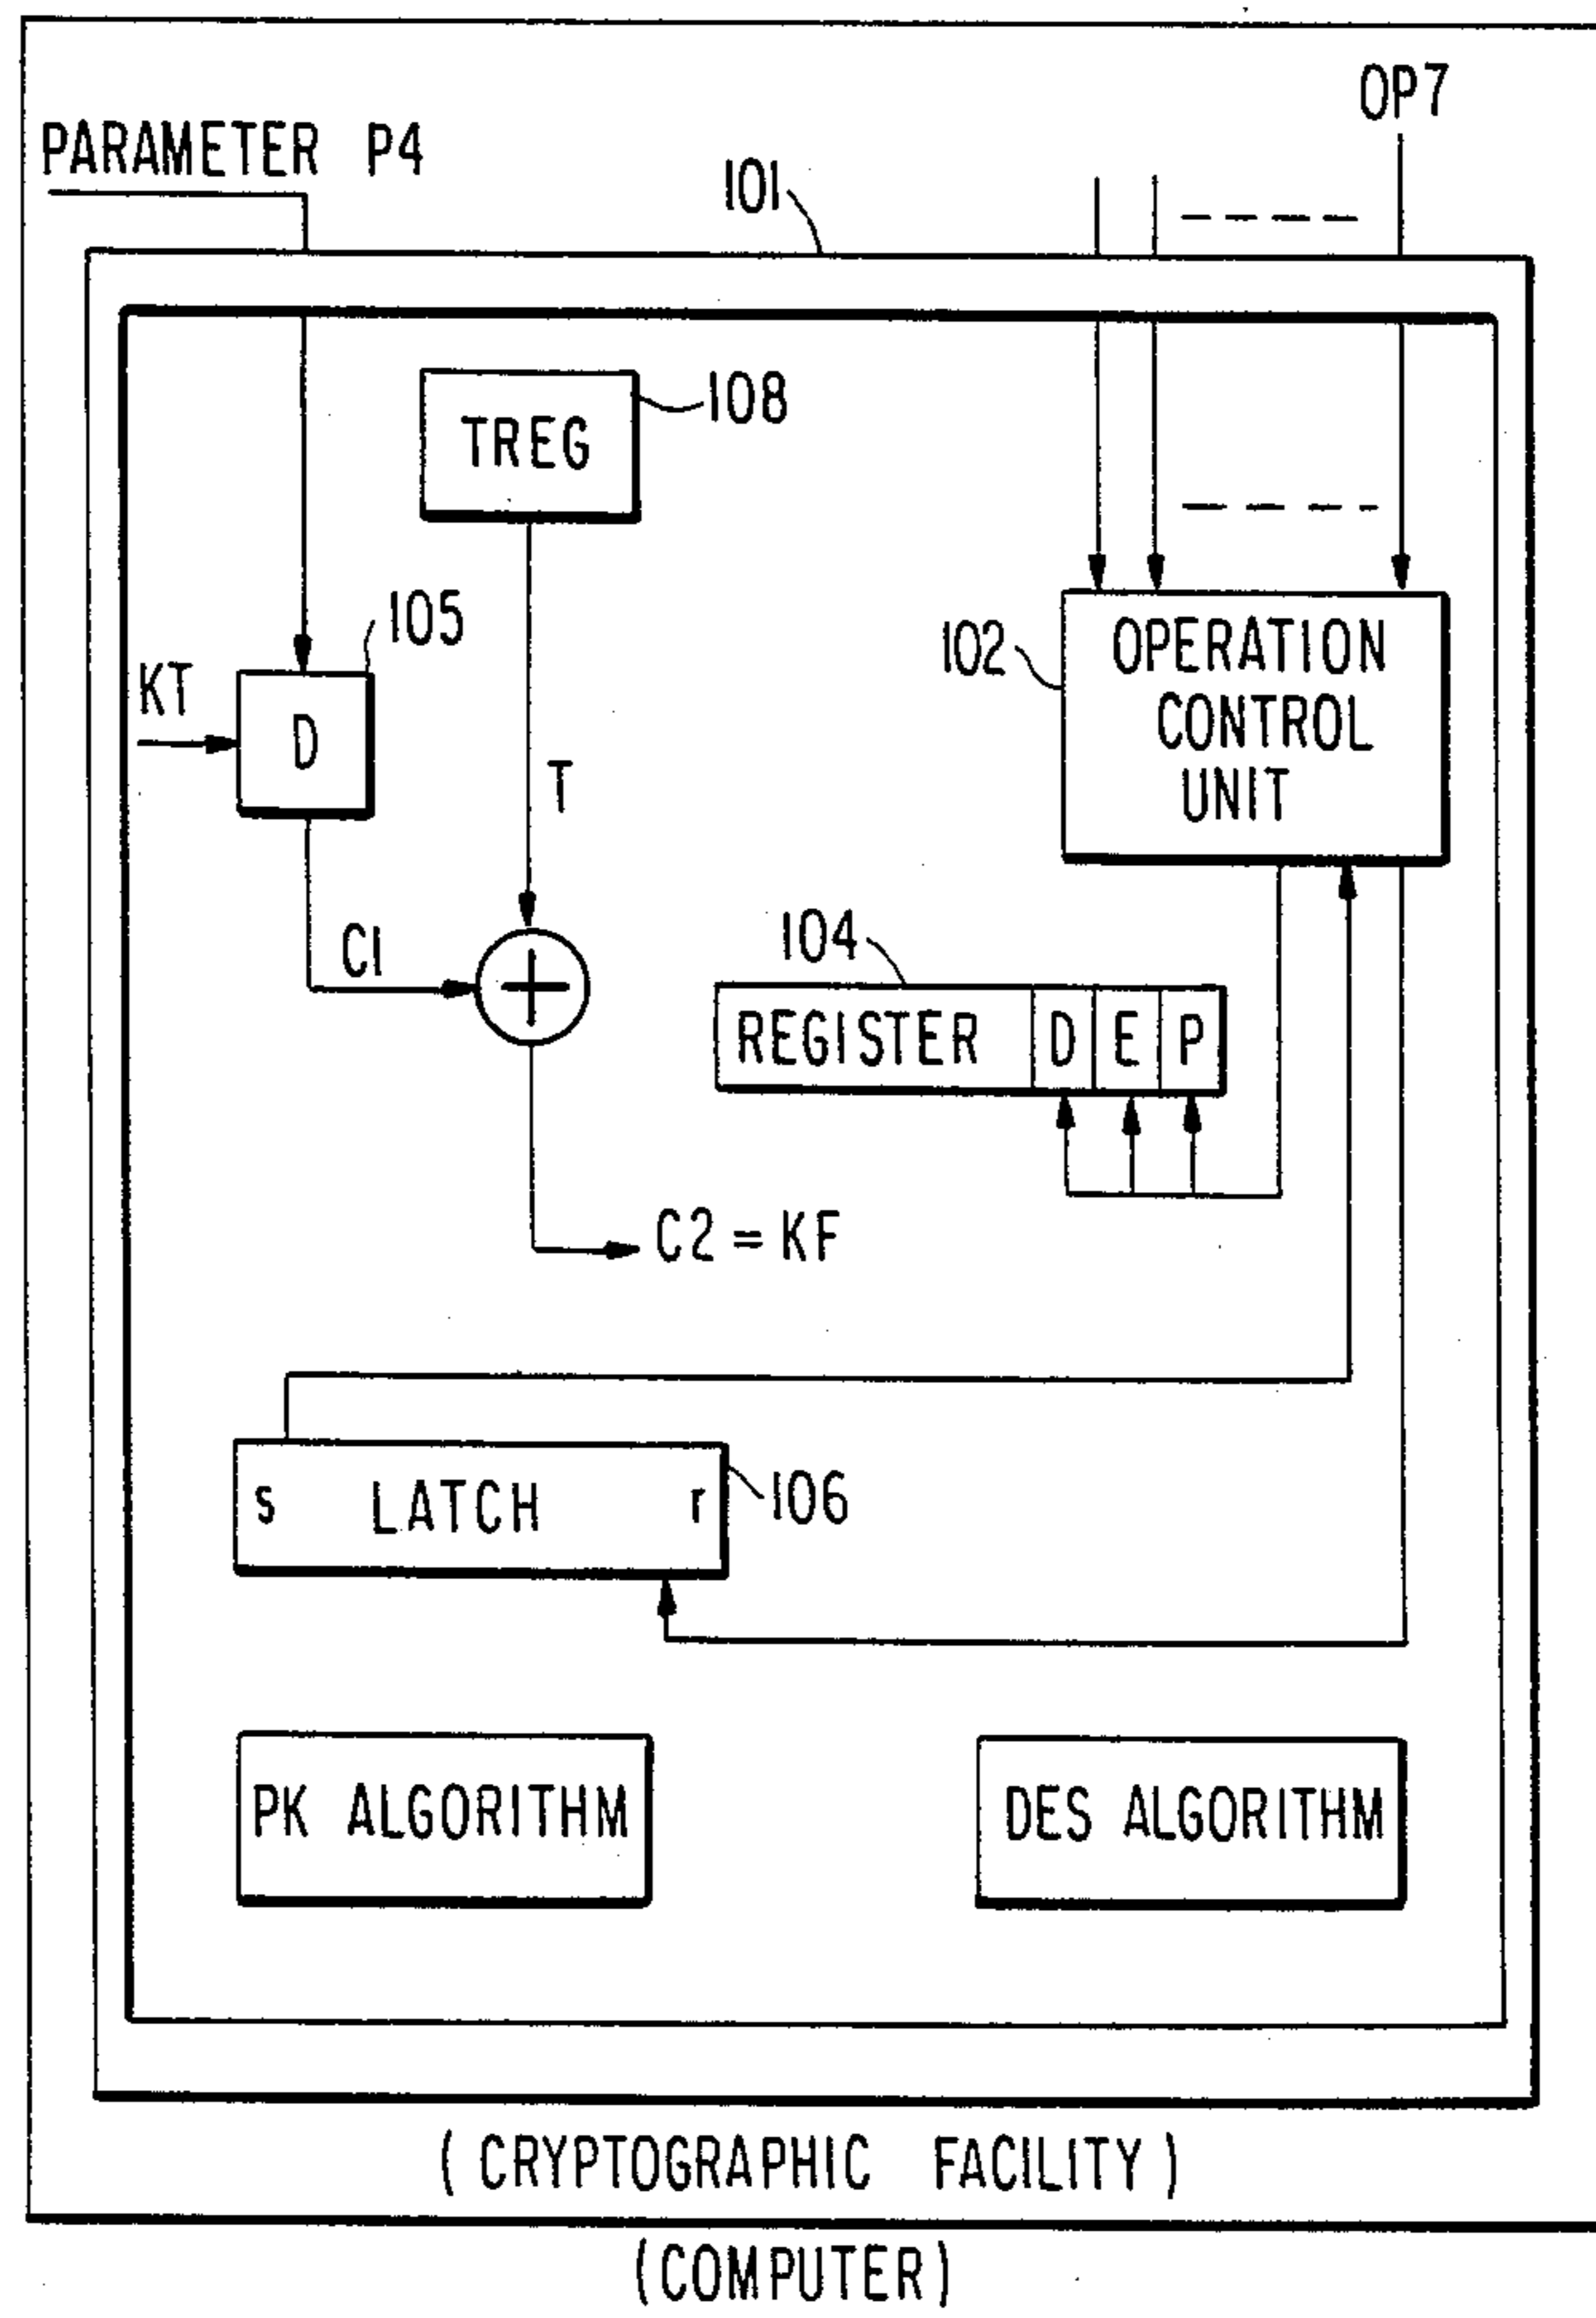 OP7
PARAMETER P4
101
TREG
108
105
102
OPERATION
CONTROL
UNIT
KT
D
T
C1
104
REGISTER D E P
C2 = KF
s LATCH r
106
PK ALGORITHM
DES ALGORITHM
( CRYPTOGRAPHIC FACILITY )
(COMPUTER)